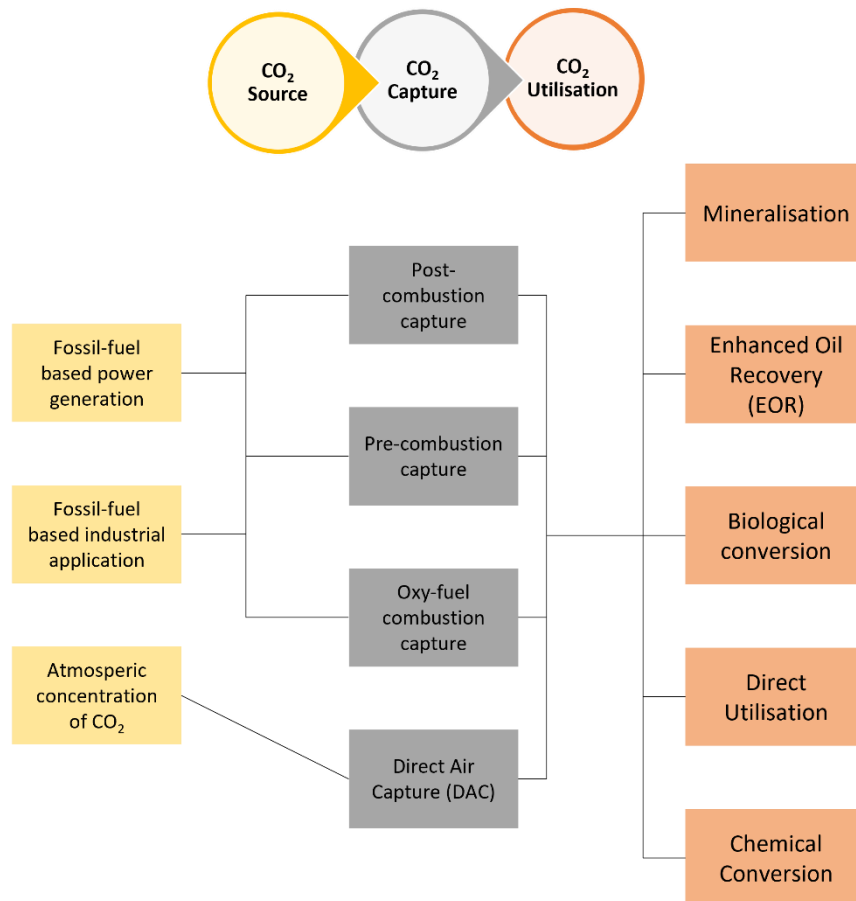 CO₂
Source
CO₂
Capture
CO₂
Utilisation
Fossil-fuel
based power
generation
Fossil-fuel
based industrial
application
Atmosperic
concentration
of CO₂
Post-
combustion
capture
Pre-combustion
capture
Oxy-fuel
combustion
capture
Direct Air
Capture (DAC)
Mineralisation
Enhanced Oil
Recovery
(EOR)
Biological
conversion
Direct
Utilisation
Chemical
Conversion